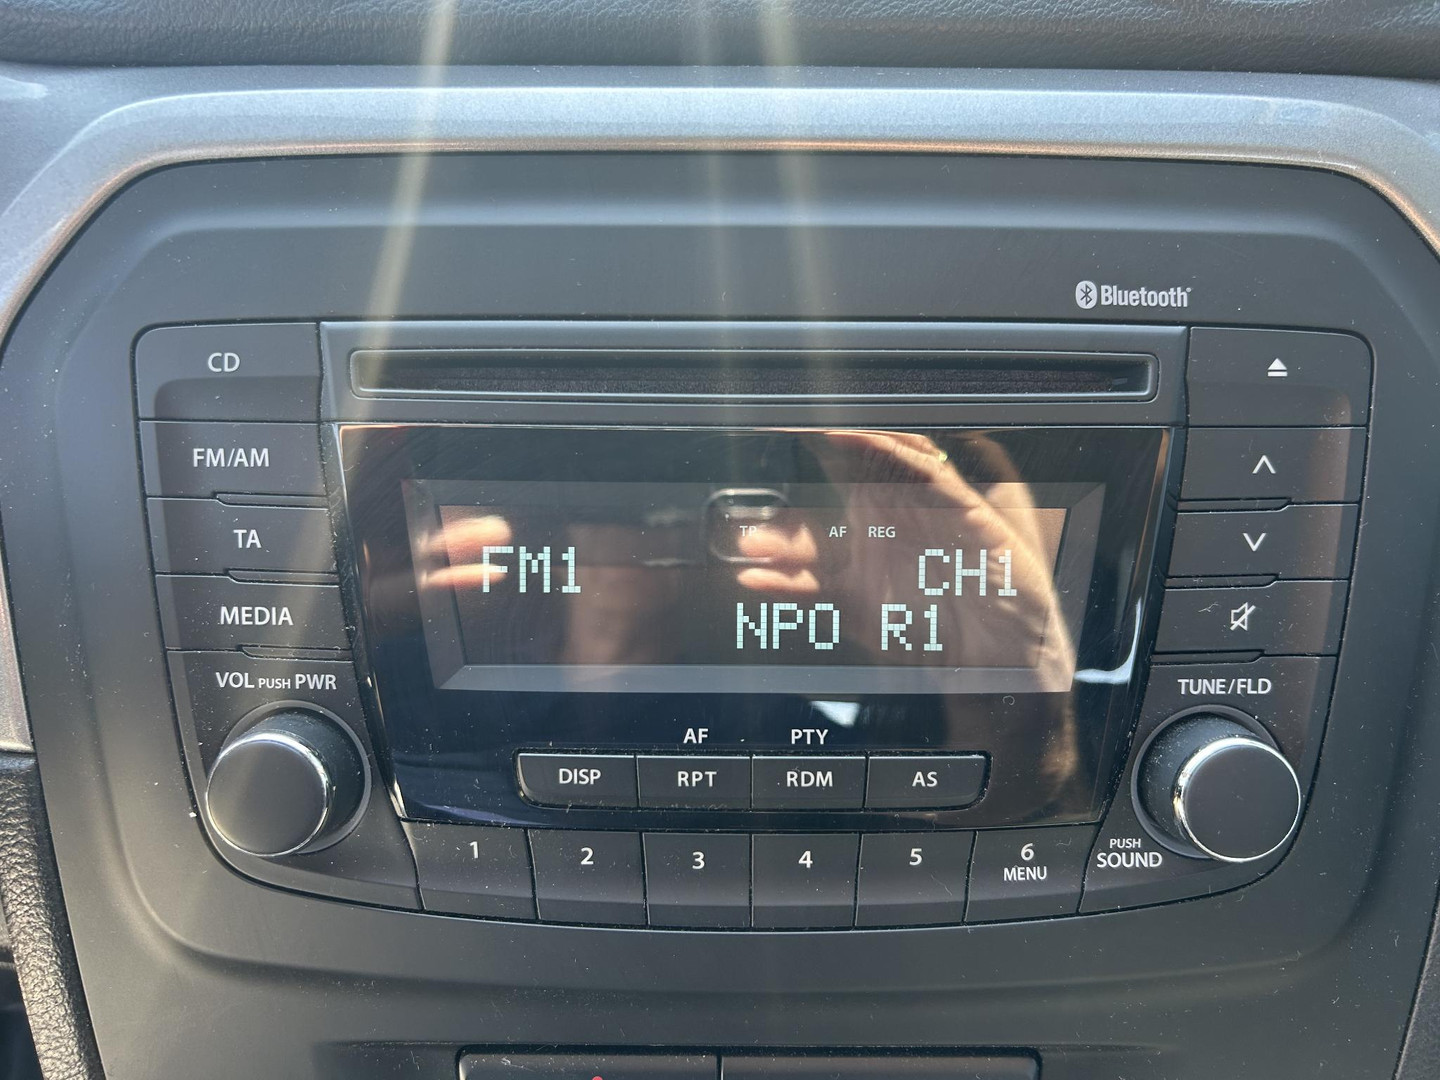 Bluetooth
CD
FM/AM
TA
MEDIA
VOL PUSH PWR
TP AF REG
FM1 CH1
NPO R1
TUNE/FLD
AF PTY
DISP RPT RDM AS
1 2 3 4 5 6
MENU
PUSH
SOUND